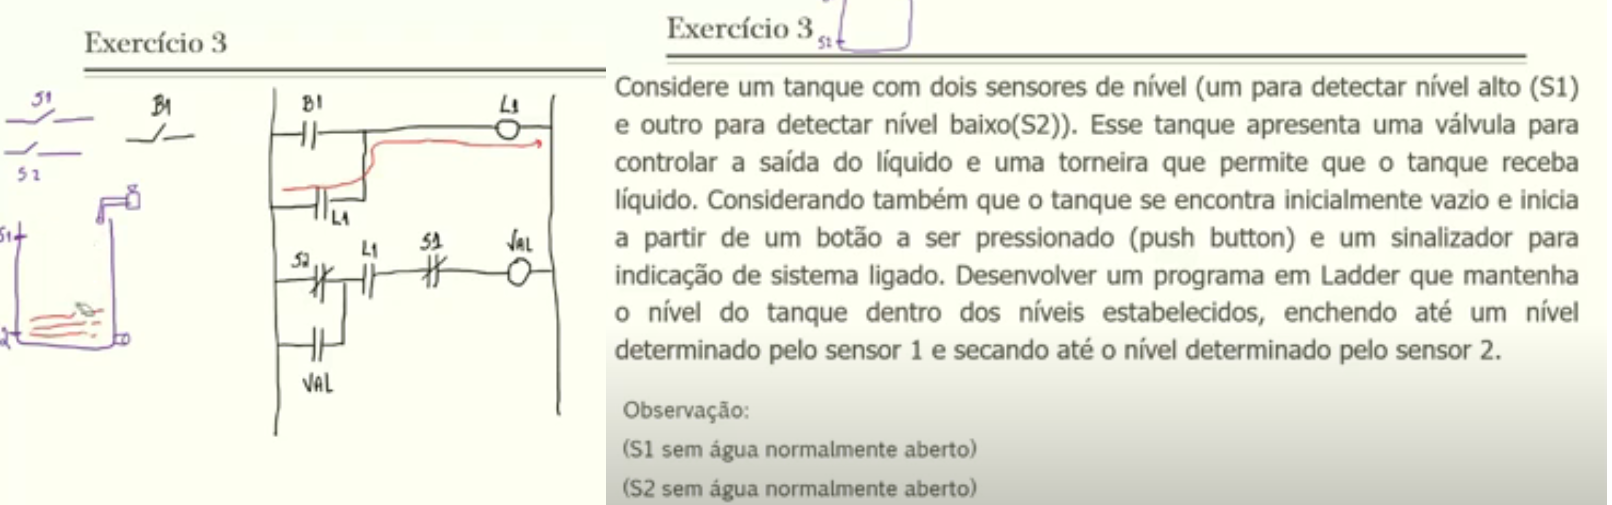 Exercício 3
S1
B1
S2
S1
2
B1
L1
L1
S2
L1
S1
VAL
VAL
Exercício 3
S2
Considere um tanque com dois sensores de nível (um para detectar nível alto (S1)
e outro para detectar nível baixo(S2)). Esse tanque apresenta uma válvula para
controlar a saída do líquido e uma torneira que permite que o tanque receba
líquido. Considerando também que o tanque se encontra inicialmente vazio e inicia
a partir de um botão a ser pressionado (push button) e um sinalizador para
indicação de sistema ligado. Desenvolver um programa em Ladder que mantenha
o nível do tanque dentro dos níveis estabelecidos, enchendo até um nível
determinado pelo sensor 1 e secando até o nível determinado pelo sensor 2.
Observação:
(S1 sem água normalmente aberto)
(S2 sem água normalmente aberto)